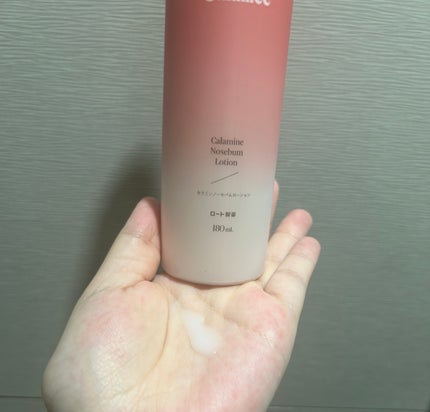 Calamine
Nosebum
Lotion
カラミンノーセバムローション
ロート製薬
180 mL